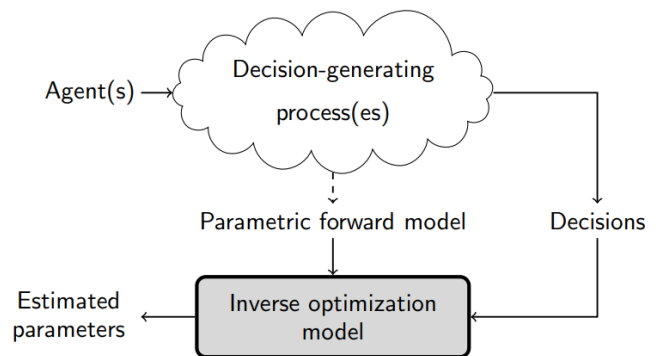 Decision-generating
Agent(s)
process(es)
Parametric forward model
Decisions
Estimated
parameters
Inverse optimization
model